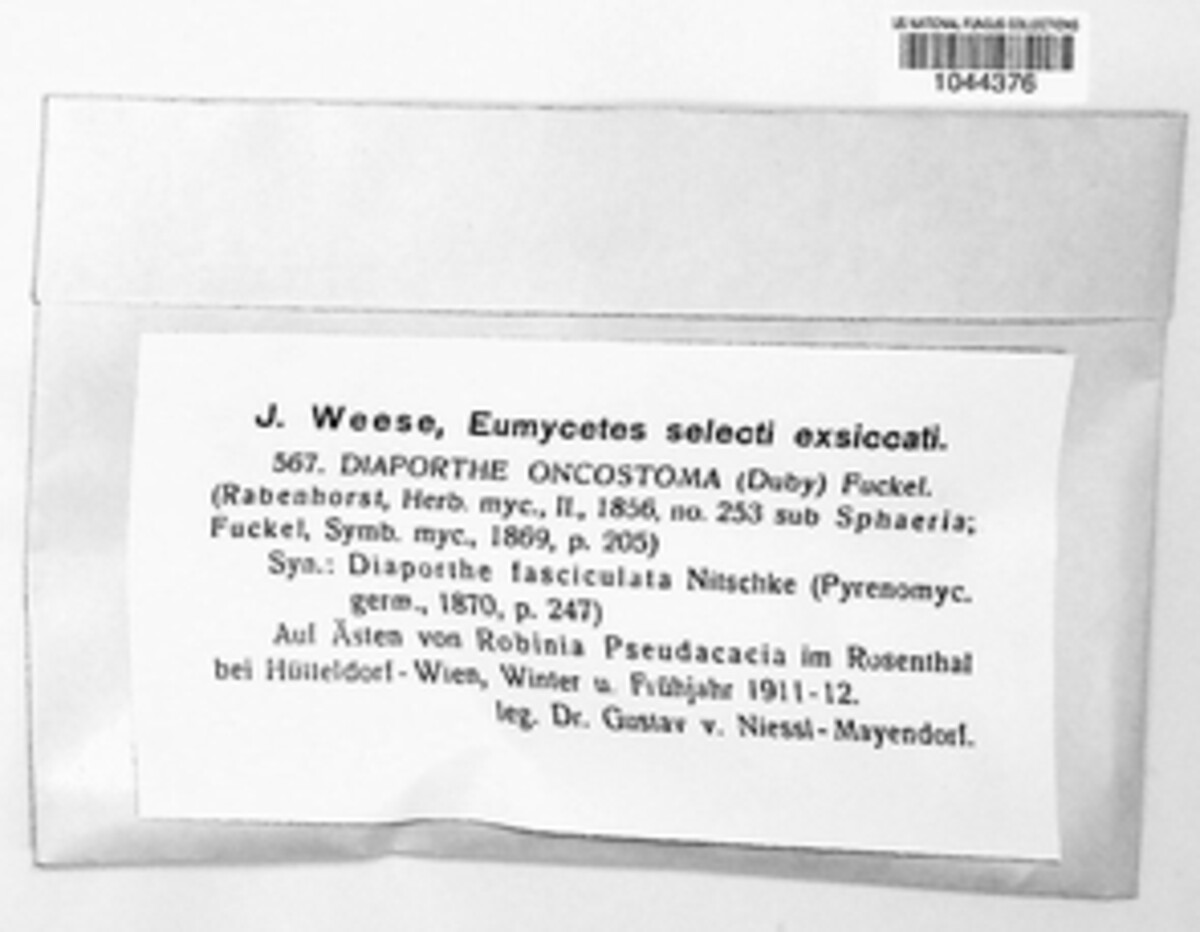 US NATIONAL FUNGUS COLLECTIONS
1044376
J. Weese, Eumycetes selecti exsiccati.
567. DIAPORTHE ONCOSTOMA (Duby) Fuckel.
(Rabenhorst, Herb. myc., II., 1856, no. 253 sub Sphaeria;
Fuckel, Symb. myc., 1869, p. 205)
Syn.: Diaporthe fasciculata Nitschke (Pyrenomyc.
germ., 1870, p. 247)
Auf Ästen von Robinia Pseudacacia im Rosenthal
bei Hütteldorf-Wien, Winter u. Frühjahr 1911-12.
leg. Dr. Gustav v. Niessl-Mayendorf.